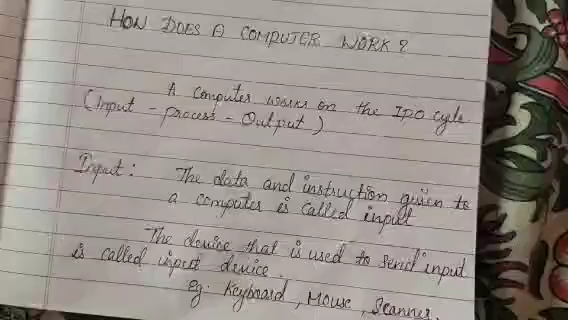 HOW DOES A COMPUTER WORK ?
A Computer works on the IPO cycle
(Input - process - Output)
Input : The data and instruction given to
a computer is called input
The device that is used to send input
is called input device.
eg. Keyboard, Mouse, Scanner.